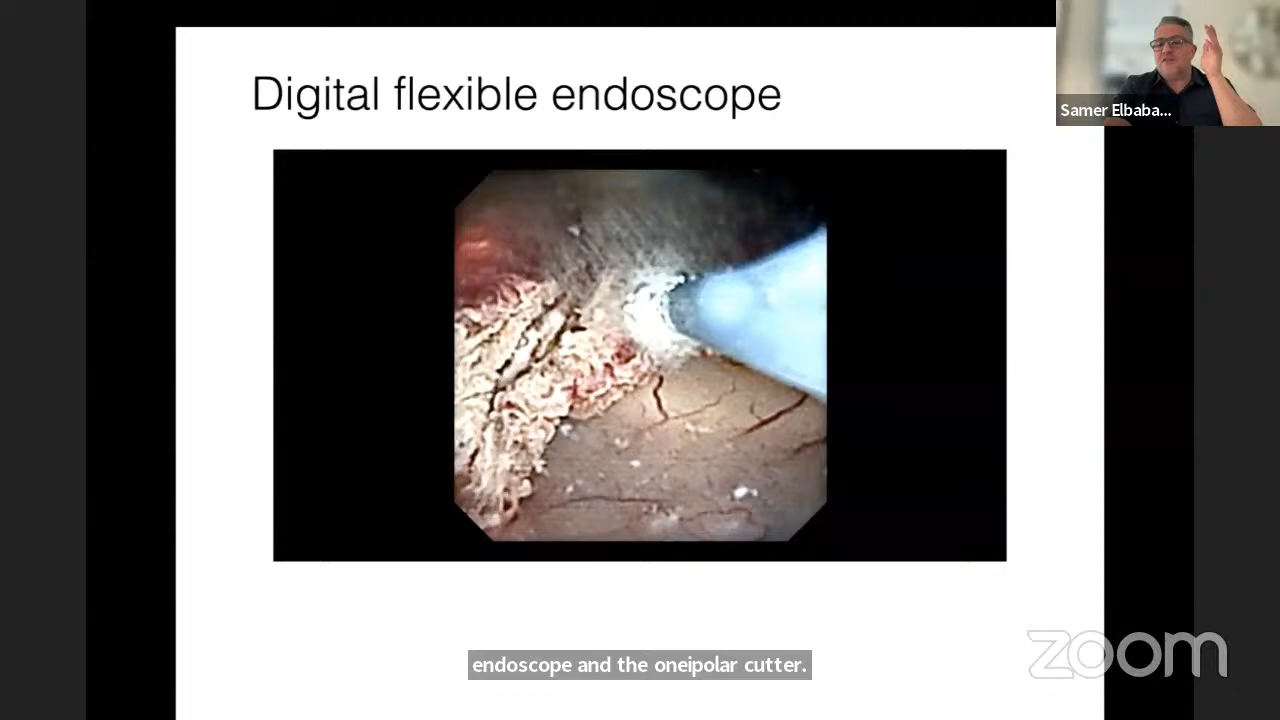 Digital flexible endoscope
Samer Elbaba...
endoscope and the oneipolar cutter.
zoom